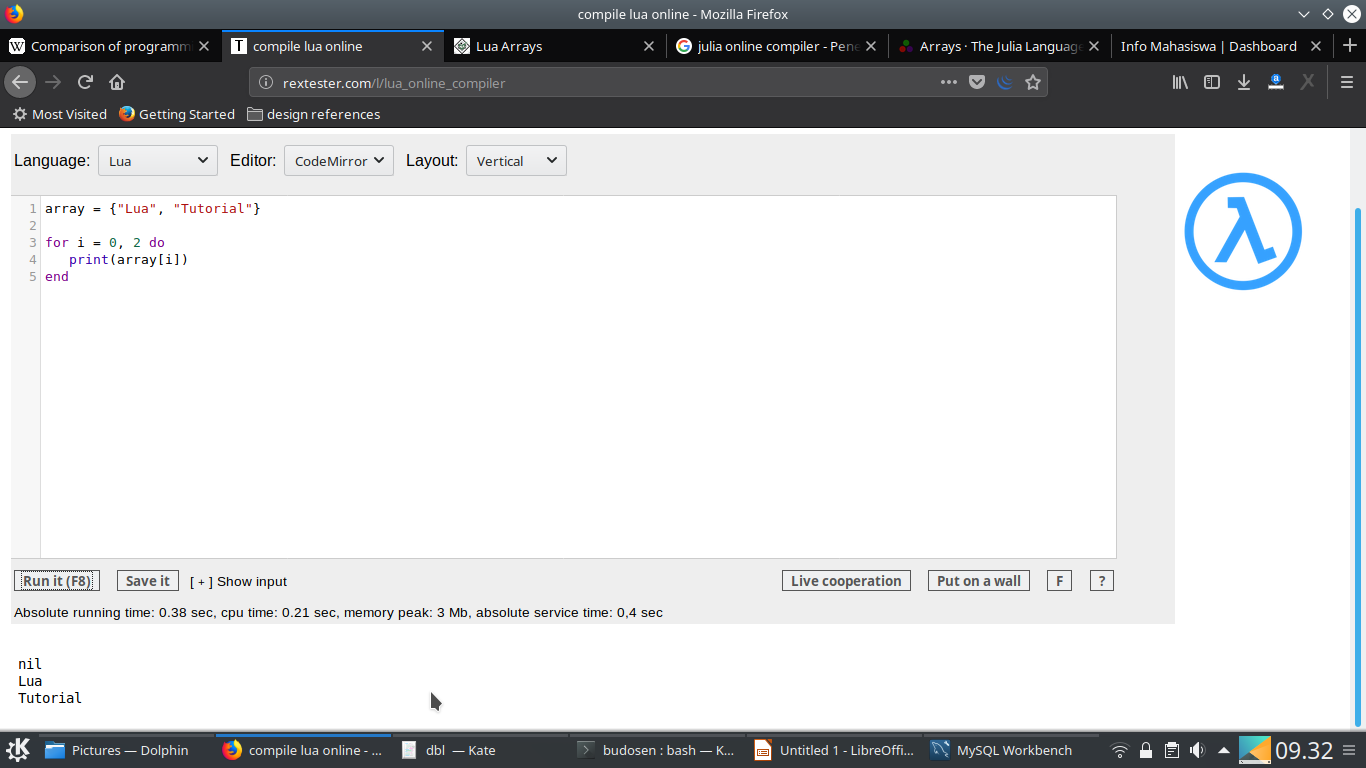 compile lua online - Mozilla Firefox
Comparison of programm
compile lua online
Lua Arrays
julia online compiler - Pene
Arrays · The Julia Language
Info Mahasiswa | Dashboard
rextester.com/l/lua_online_compiler
Most Visited Getting Started design references
Language: Lua Editor: CodeMirror Layout: Vertical
1 array = {"Lua", "Tutorial"}
2
3 for i = 0, 2 do
4 print(array[i])
5 end
Run it (F8) Save it [ + ] Show input Live cooperation Put on a wall F ?
Absolute running time: 0.38 sec, cpu time: 0.21 sec, memory peak: 3 Mb, absolute service time: 0,4 sec
nil
Lua
Tutorial
Pictures — Dolphin compile lua online - ... dbl — Kate budosen : bash — K... Untitled 1 - LibreOffi... MySQL Workbench 09.32